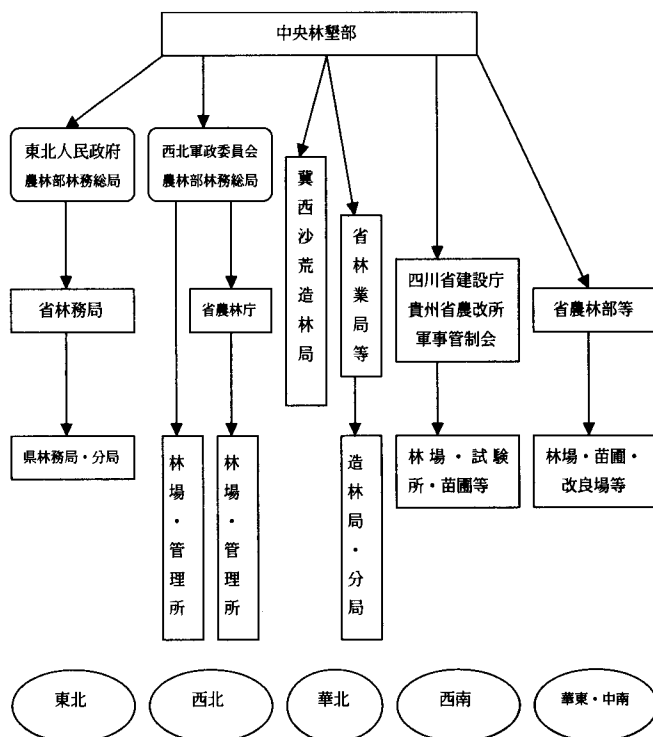 中央林墾部
東北人民政府
農林部林務総局
西北軍政委員会
農林部林務総局
冀西沙荒造林局
省林業局等
四川省建設庁
貴州省農改所
軍事管制会
省林務局
省農林庁
省農林部等
県林務局・分局
林場・管理所
林場・管理所
造林局・分局
林場・試験
所・苗圃等
林場・苗圃・
改良場等
東北
西北
華北
西南
華東・中南